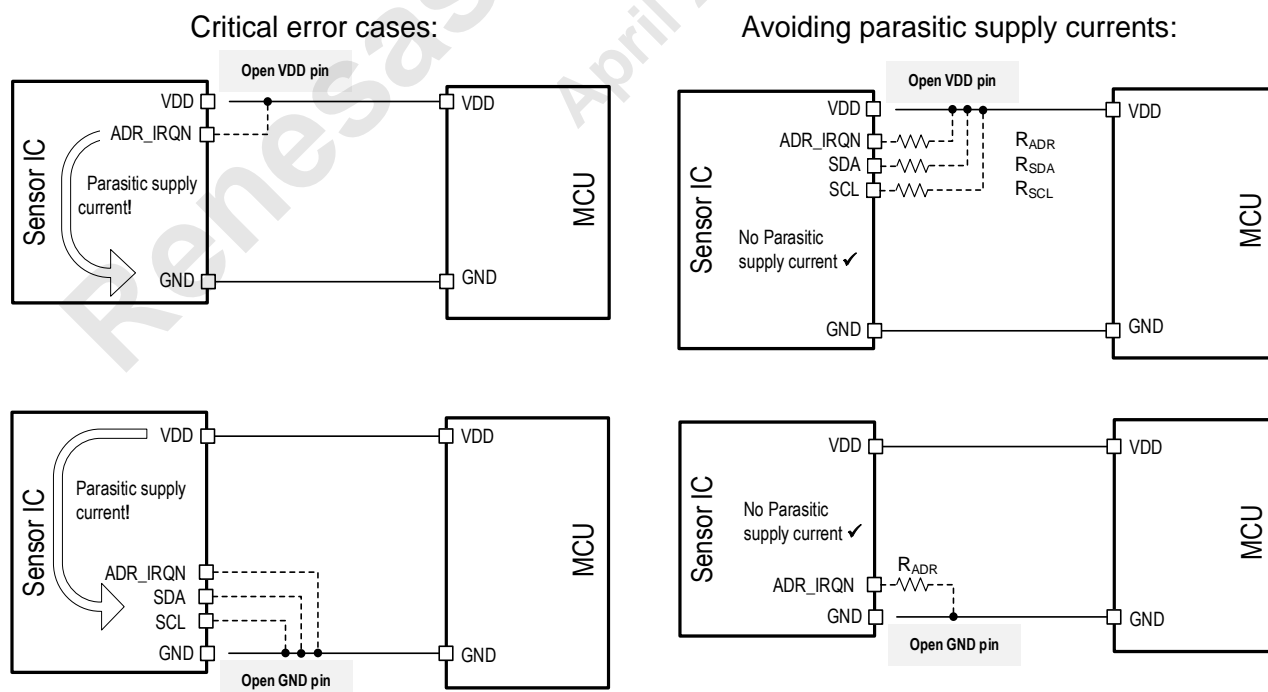 Critical error cases:
Open VDD pin
VDD
ADR_IRQN
Parasitic supply
current!
GND
Sensor IC
VDD
GND
MCU
Avoiding parasitic supply currents:
Open VDD pin
VDD
ADR_IRQN
SDA
SCL
RADR
RSDA
RSCL
No Parasitic
supply current ✓
GND
Sensor IC
VDD
GND
MCU
VDD
Parasitic supply
current!
ADR_IRQN
SDA
SCL
GND
Open GND pin
Sensor IC
VDD
GND
MCU
VDD
No Parasitic
supply current ✓
RADR
ADR_IRQN
GND
Open GND pin
Sensor IC
VDD
GND
MCU
Renesas
April